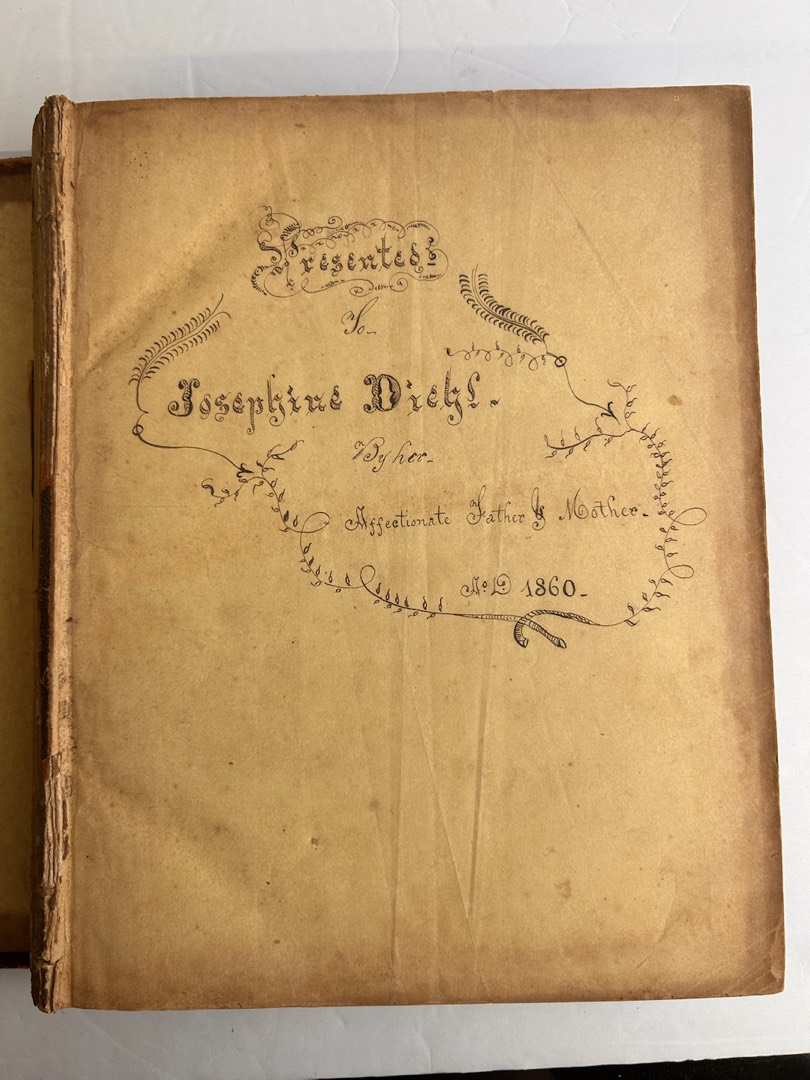 Presented
To
Josephine Diehl.
By her
Affectionate Father & Mother.
A.D 1860